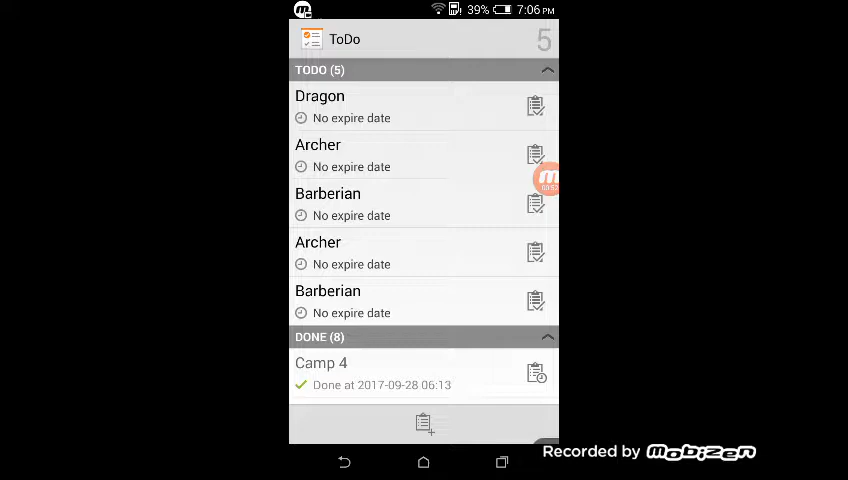 39% 7:06 PM
ToDo 5
TODO (5)
Dragon
No expire date
Archer
No expire date
Barberian
No expire date
Archer
No expire date
Barberian
No expire date
DONE (8)
Camp 4
Done at 2017-09-28 06:13
Recorded by mobizen